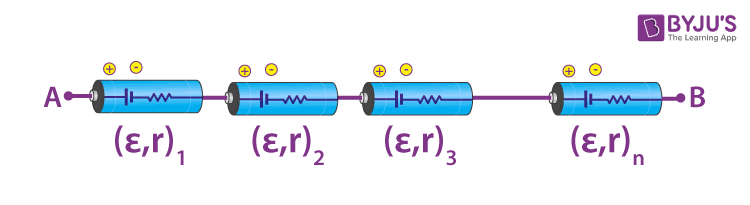 BYJU'S
The Learning App
+ - + - + - + -
A B
(ε,r)₁ (ε,r)₂ (ε,r)₃ (ε,r)ₙ